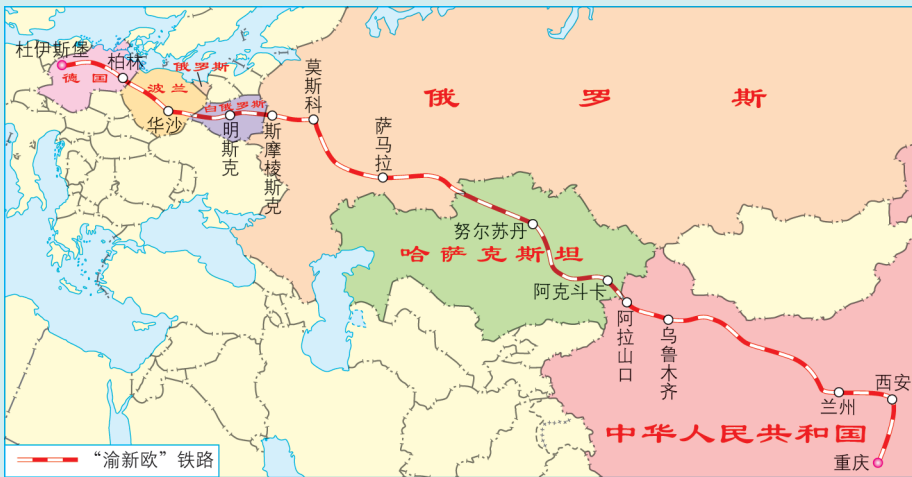 杜伊斯堡
柏林
俄罗斯
德国
波兰
白俄罗斯
华沙
明斯克
斯摩棱斯克
莫斯科
俄罗斯
萨马拉
努尔苏丹
哈萨克斯坦
阿克斗卡
阿拉山口
乌鲁木齐
兰州
西安
中华人民共和国
重庆
“渝新欧”铁路